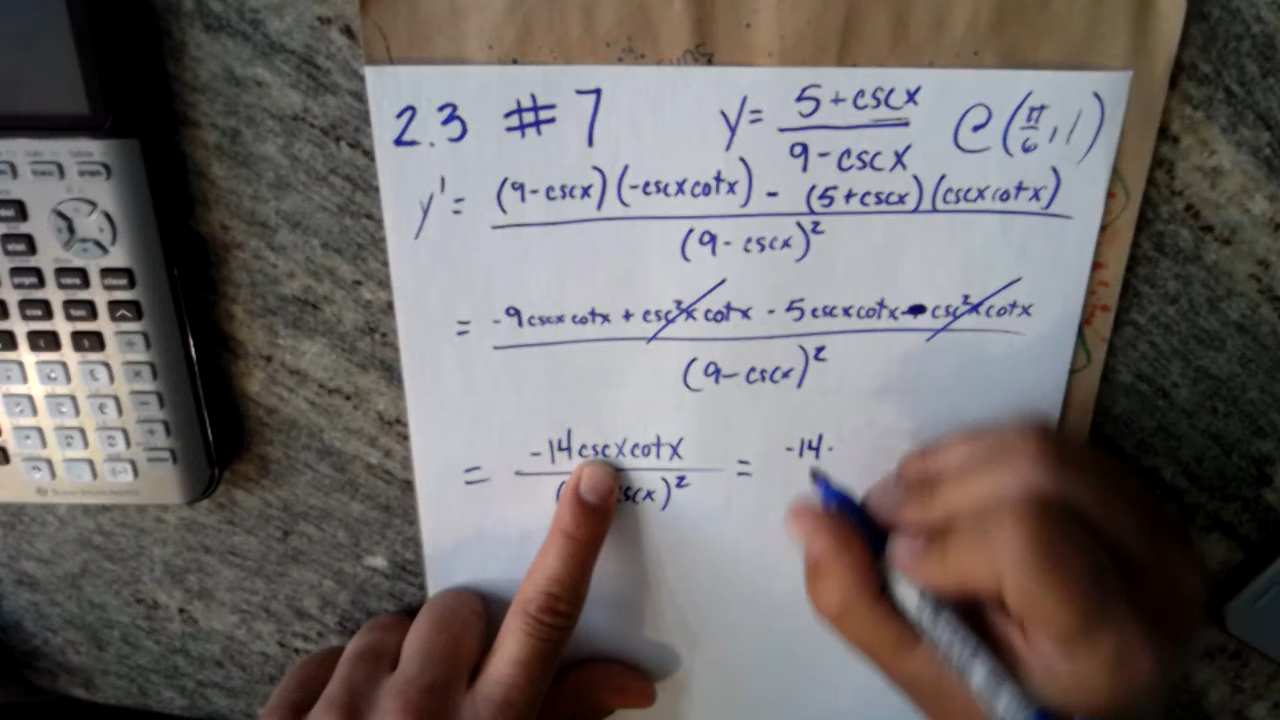 2.3 # 7 y = 5+cscx / 9-cscx @ (π/6, 1)
y' = (9-cscx)(-cscxcotx) - (5+cscx)(cscxcotx) / (9-cscx)²
= -9cscxcotx + csc²xcotx - 5cscxcotx - csc²xcotx / (9-cscx)²
= -14cscxcotx / ( cscx)² = -14·